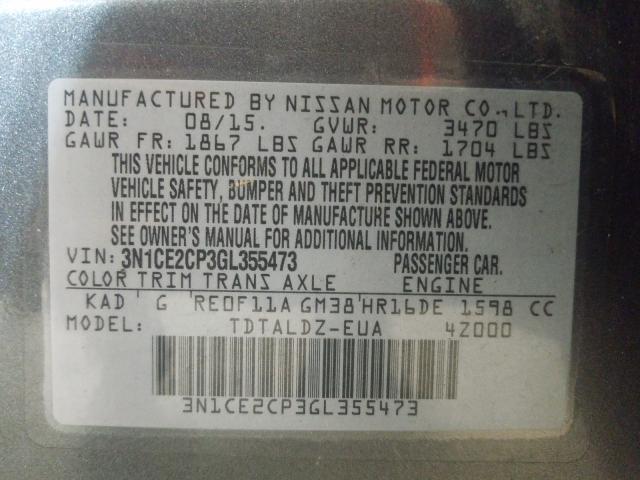 MANUFACTURED BY NISSAN MOTOR CO., LTD.
DATE: 08/15. GVWR: 3470 LBS
GAWR FR: 1867 LBS GAWR RR: 1704 LBS
THIS VEHICLE CONFORMS TO ALL APPLICABLE FEDERAL MOTOR
VEHICLE SAFETY, BUMPER AND THEFT PREVENTION STANDARDS
IN EFFECT ON THE DATE OF MANUFACTURE SHOWN ABOVE.
SEE OWNER'S MANUAL FOR ADDITIONAL INFORMATION.
VIN: 3N1CE2CP3GL355473 PASSENGER CAR.
COLOR TRIM TRANS AXLE ENGINE
KAD G RE0F11A GM38 HR16DE 1598 CC
MODEL: TDTALDZ-EUA 4Z000
3N1CE2CP3GL355473